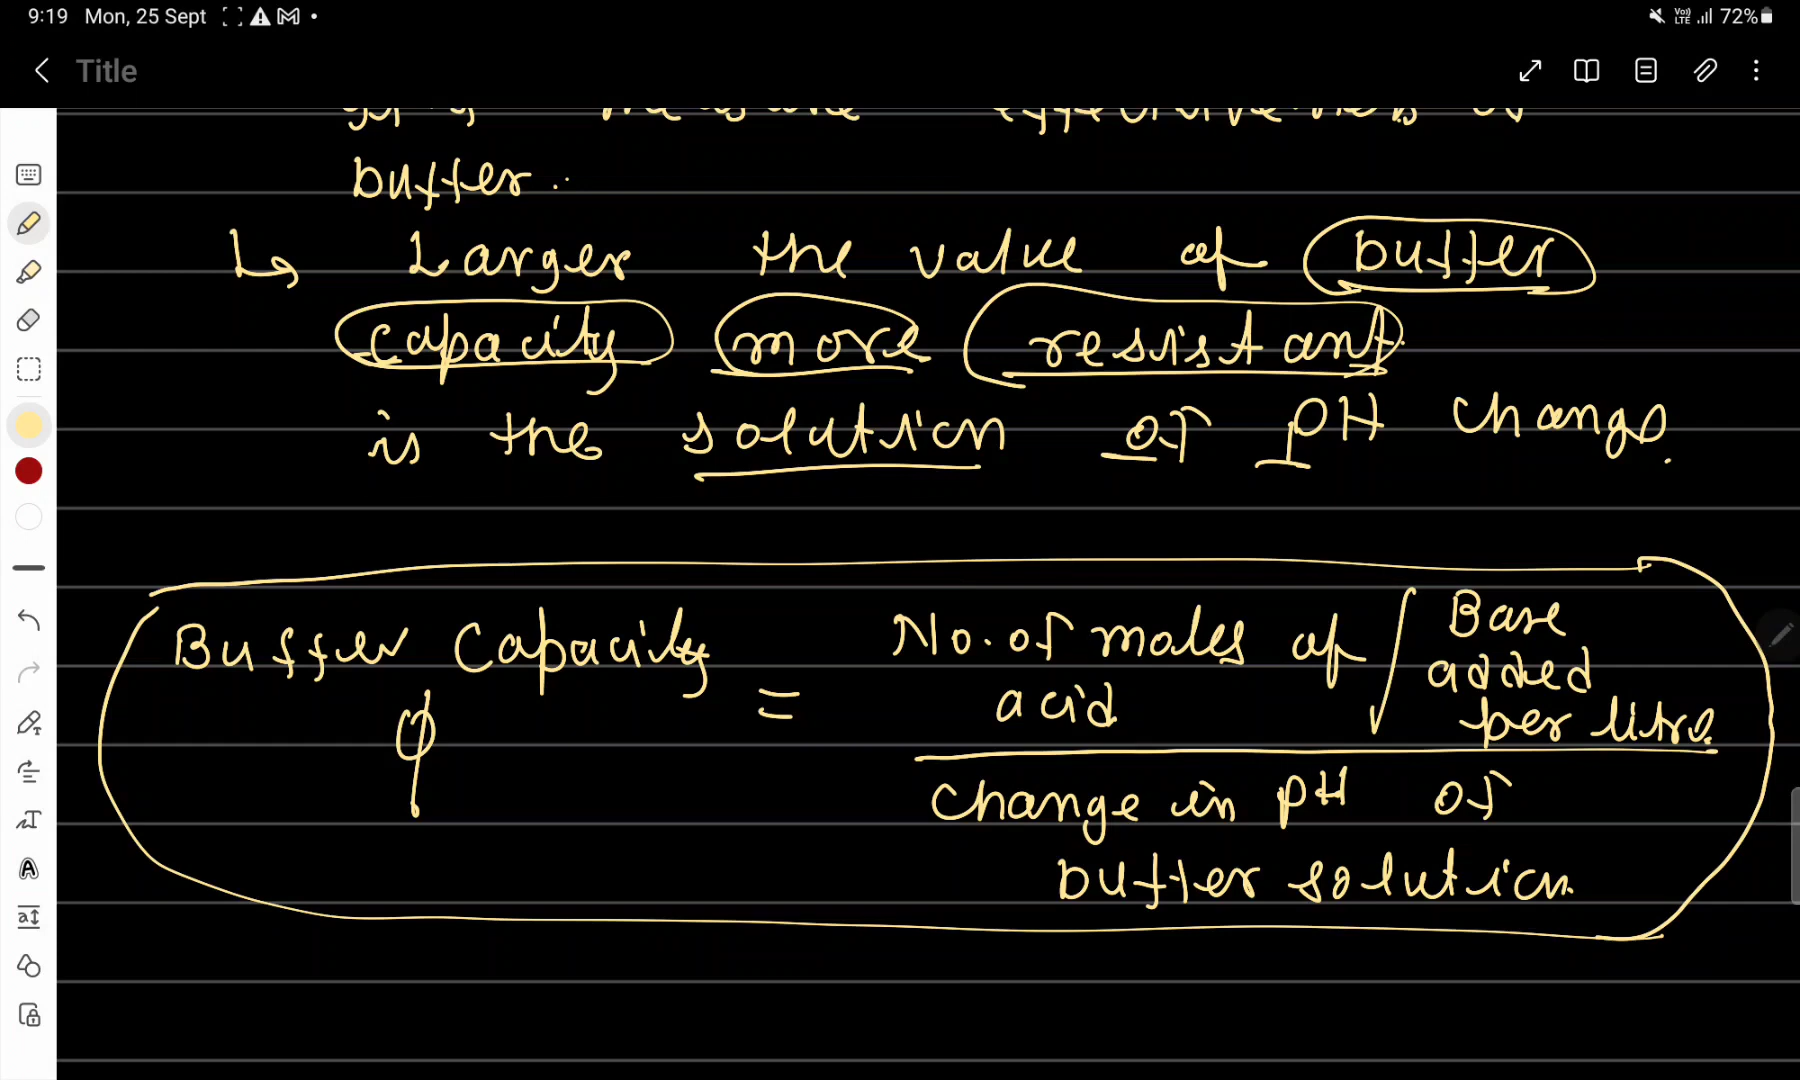 9:19 Mon, 25 Sept
72%
Title
buffer.
↳ Larger the value of buffer
capacity more resistant
is the solution of pH change.
Buffer Capacity φ = No. of moles of acid / Base added per litre.
Change in pH of
buffer solution